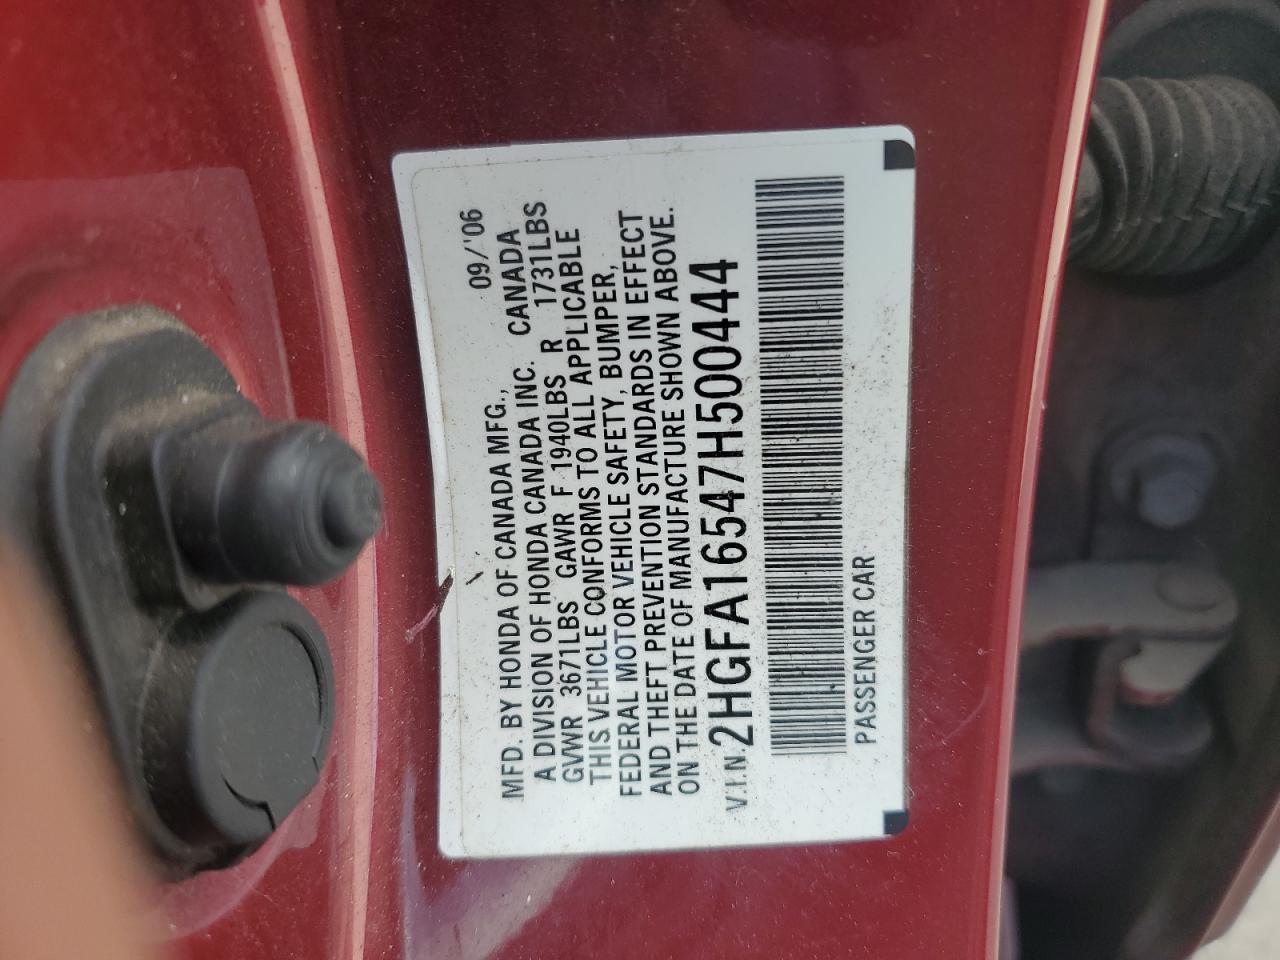 MFD. BY HONDA OF CANADA MFG., 09/'06
A DIVISION OF HONDA CANADA INC. CANADA
GVWR 3671LBS GAWR F 1940LBS R 1731LBS
THIS VEHICLE CONFORMS TO ALL APPLICABLE
FEDERAL MOTOR VEHICLE SAFETY, BUMPER,
AND THEFT PREVENTION STANDARDS IN EFFECT
ON THE DATE OF MANUFACTURE SHOWN ABOVE.
V.I.N. 2HGFA16547H500444
PASSENGER CAR